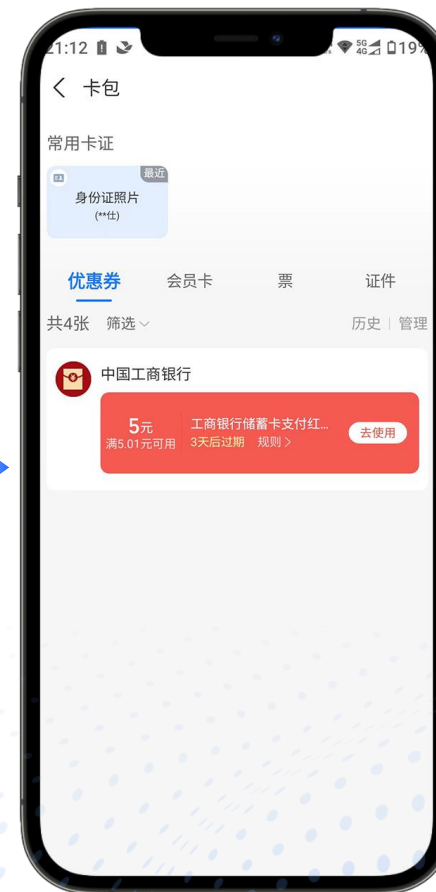 21:12 5G 4G 19%
卡包
常用卡证
最近
身份证照片
(**仕)
优惠券 会员卡 票 证件
共4张 筛选 历史 | 管理
中国工商银行
5元 工商银行储蓄卡支付红... 去使用
满5.01元可用 3天后过期 规则